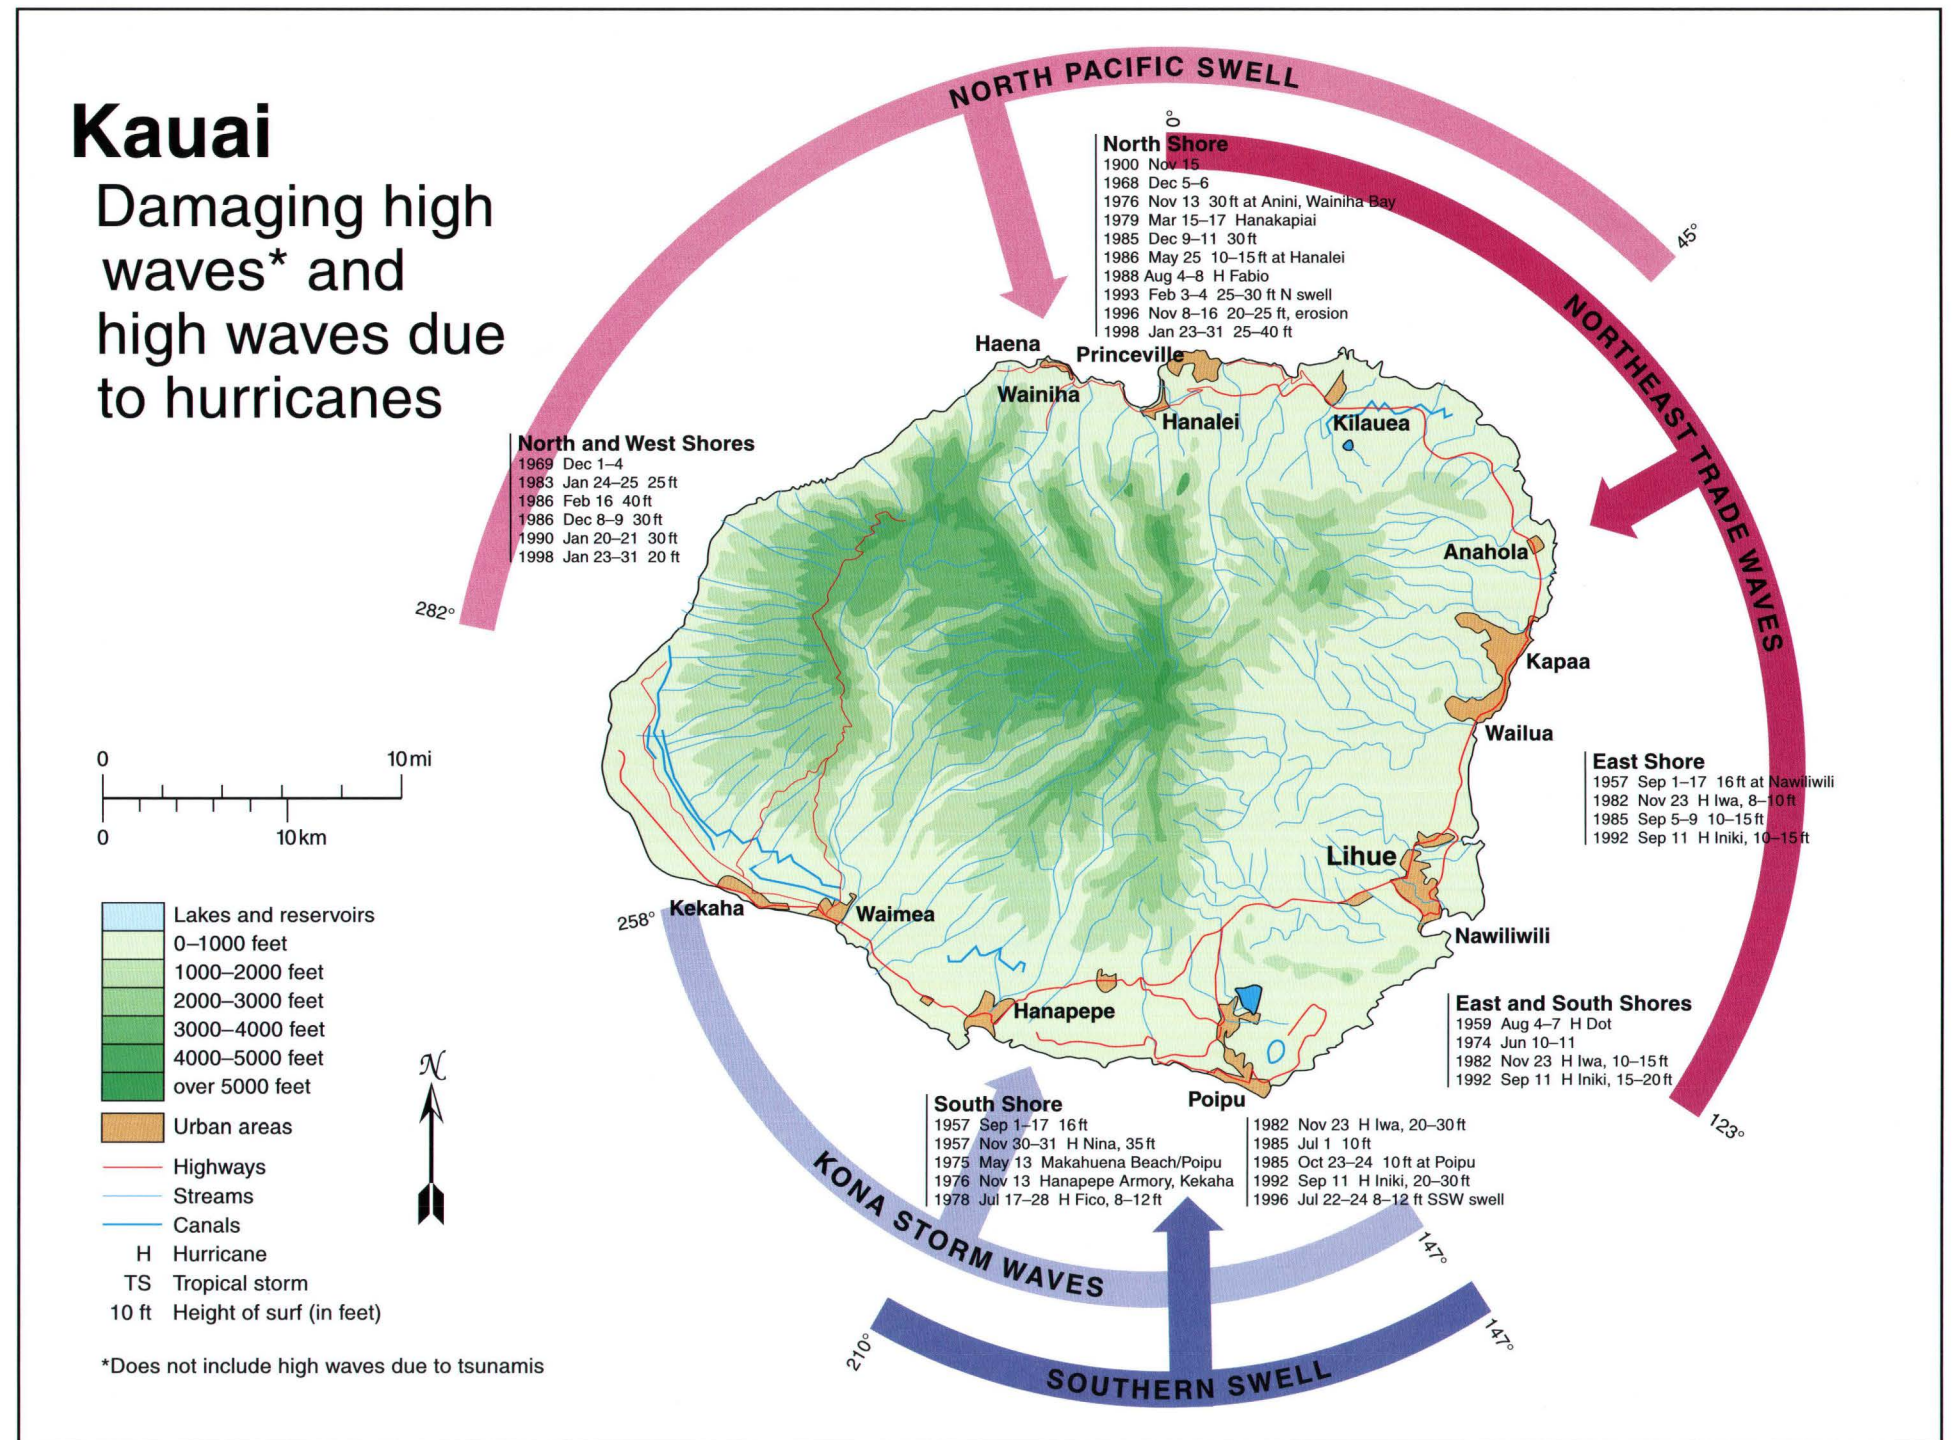 Kauai
Damaging high
waves* and
high waves due
to hurricanes
NORTH PACIFIC SWELL
0°
45°
282°
North Shore
1900 Nov 15
1968 Dec 5–6
1976 Nov 13 30 ft at Anini, Wainiha Bay
1979 Mar 15–17 Hanakapiai
1985 Dec 9–11 30 ft
1986 May 25 10–15 ft at Hanalei
1988 Aug 4–8 H Fabio
1993 Feb 3–4 25–30 ft N swell
1996 Nov 8–16 20–25 ft, erosion
1998 Jan 23–31 25–40 ft
NORTHEAST TRADE WAVES
123°
North and West Shores
1969 Dec 1–4
1983 Jan 24–25 25 ft
1986 Feb 16 40 ft
1986 Dec 8–9 30 ft
1990 Jan 20–21 30 ft
1998 Jan 23–31 20 ft
Haena
Princeville
Wainiha
Hanalei
Kilauea
Anahola
Kapaa
Wailua
Lihue
Nawiliwili
Kekaha
Waimea
Hanapepe
Poipu
East Shore
1957 Sep 1–17 16 ft at Nawiliwili
1982 Nov 23 H Iwa, 8–10 ft
1985 Sep 5–9 10–15 ft
1992 Sep 11 H Iniki, 10–15 ft
East and South Shores
1959 Aug 4–7 H Dot
1974 Jun 10–11
1982 Nov 23 H Iwa, 10–15 ft
1992 Sep 11 H Iniki, 15–20 ft
South Shore
1957 Sep 1–17 16 ft
1957 Nov 30–31 H Nina, 35 ft
1975 May 13 Makahuena Beach/Poipu
1976 Nov 13 Hanapepe Armory, Kekaha
1978 Jul 17–28 H Fico, 8–12 ft
1982 Nov 23 H Iwa, 20–30 ft
1985 Jul 1 10 ft
1985 Oct 23–24 10 ft at Poipu
1992 Sep 11 H Iniki, 20–30 ft
1996 Jul 22–24 8–12 ft SSW swell
258°
KONA STORM WAVES
147°
210°
SOUTHERN SWELL
147°
0 10 mi
0 10 km
Lakes and reservoirs
0–1000 feet
1000–2000 feet
2000–3000 feet
3000–4000 feet
4000–5000 feet
over 5000 feet
Urban areas
Highways
Streams
Canals
H Hurricane
TS Tropical storm
10 ft Height of surf (in feet)
N
*Does not include high waves due to tsunamis